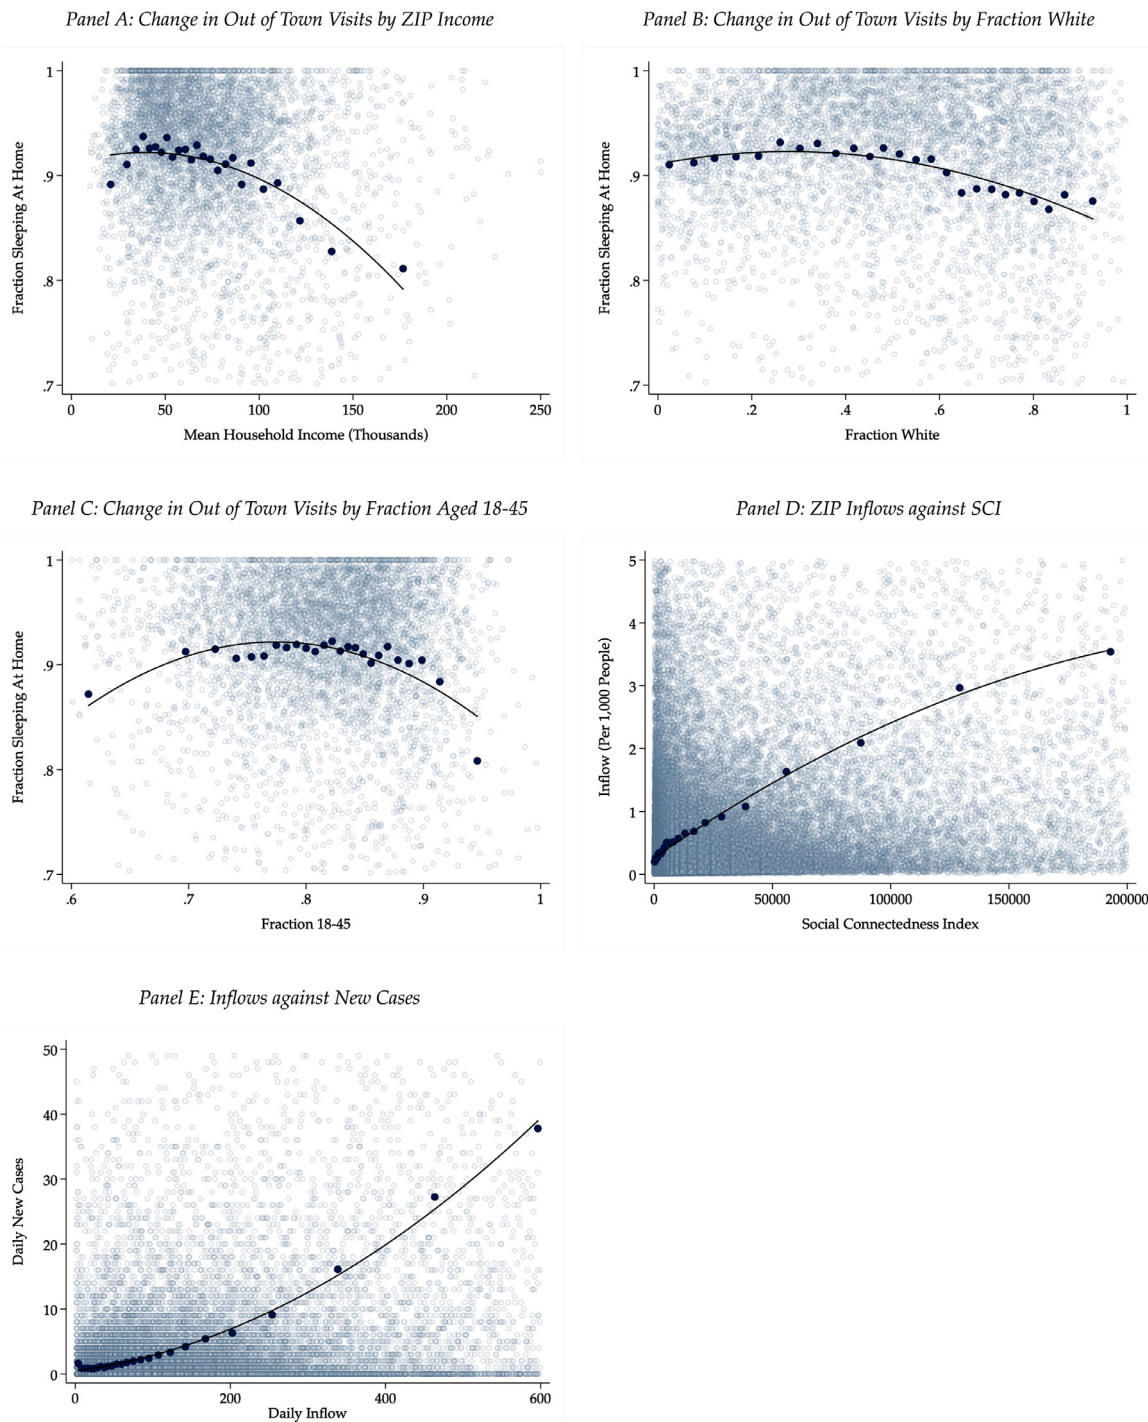 Panel A: Change in Out of Town Visits by ZIP Income
Fraction Sleeping At Home
1
.9
.8
.7
0 50 100 150 200 250
Mean Household Income (Thousands)
Panel B: Change in Out of Town Visits by Fraction White
Fraction Sleeping At Home
1
.9
.8
.7
0 .2 .4 .6 .8 1
Fraction White
Panel C: Change in Out of Town Visits by Fraction Aged 18-45
Fraction Sleeping At Home
1
.9
.8
.7
.6 .7 .8 .9 1
Fraction 18-45
Panel D: ZIP Inflows against SCI
Inflow (Per 1,000 People)
5
4
3
2
1
0
0 50000 100000 150000 200000
Social Connectedness Index
Panel E: Inflows against New Cases
Daily New Cases
50
40
30
20
10
0
0 200 400 600
Daily Inflow